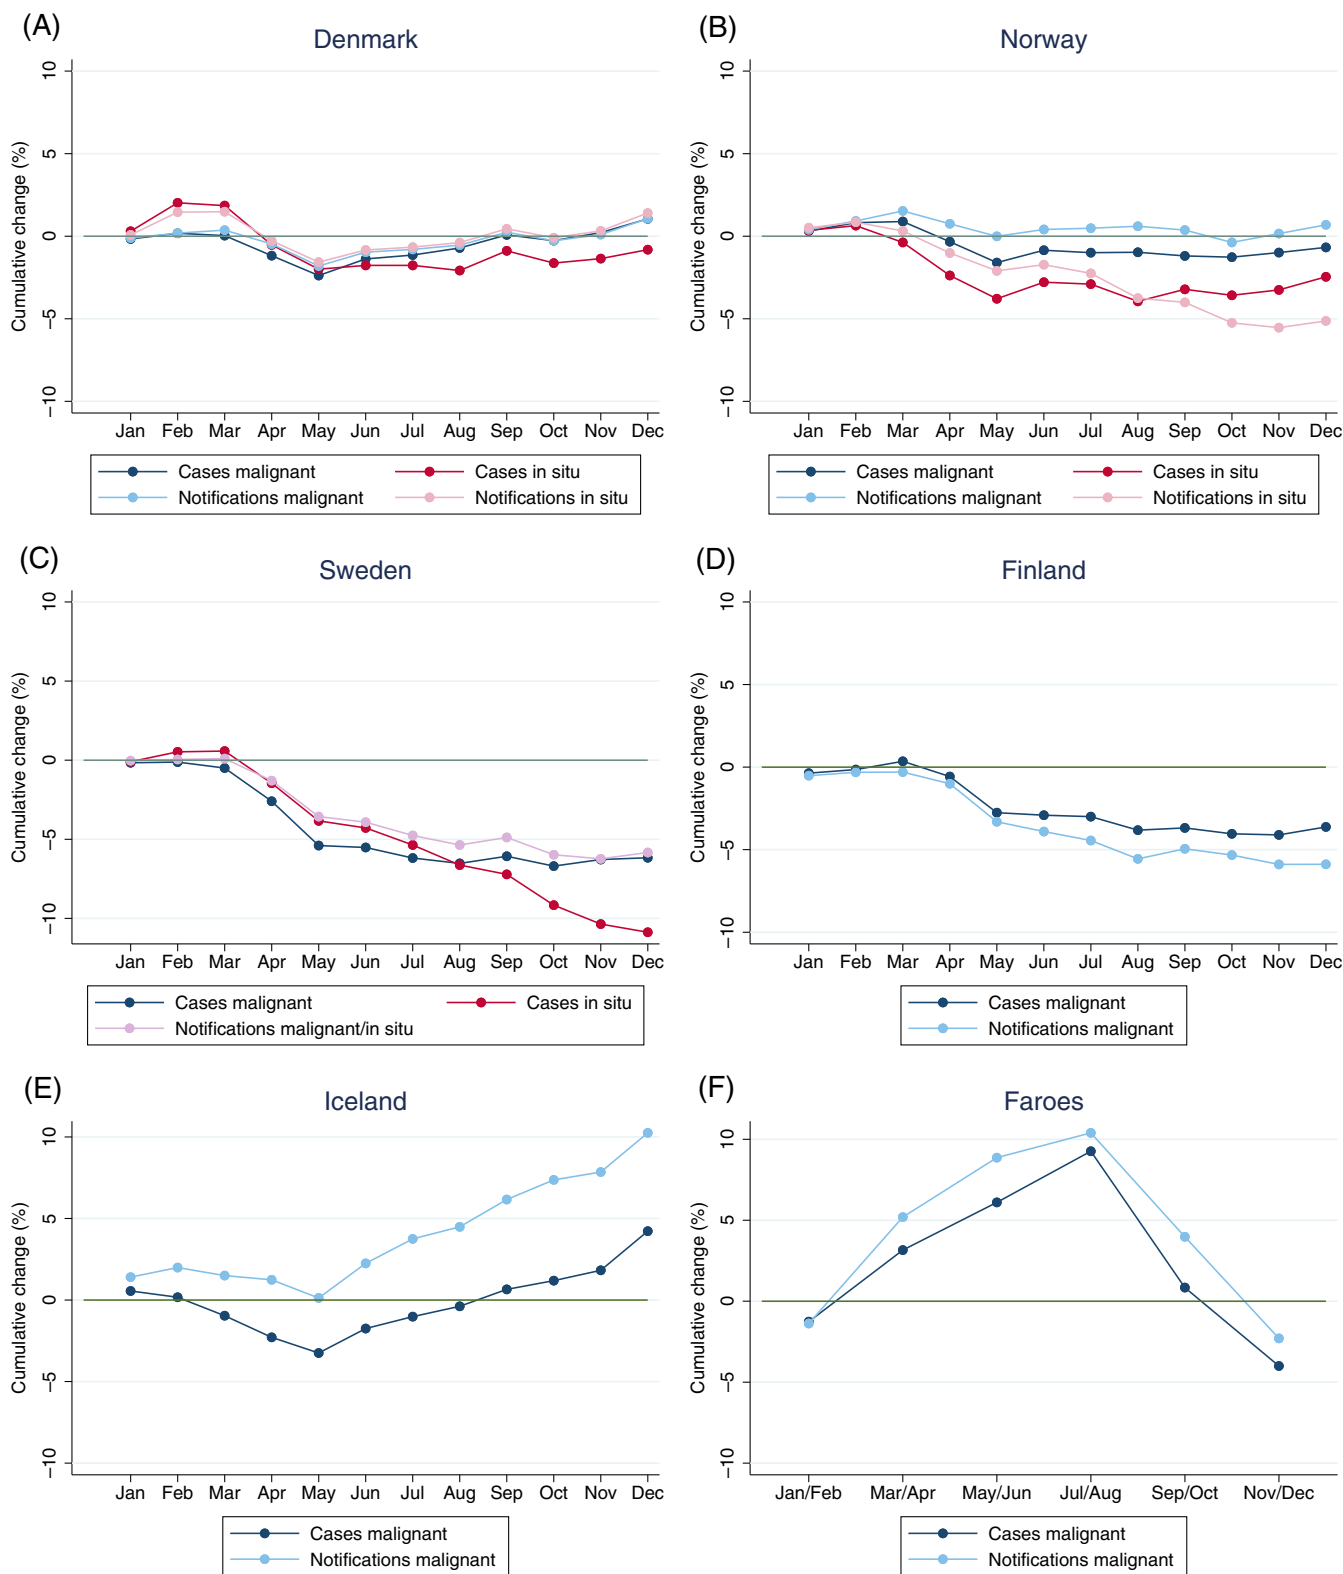 (A)
Denmark
Cumulative change (%)
10
5
0
−5
−10
Jan Feb Mar Apr May Jun Jul Aug Sep Oct Nov Dec
Cases malignant Cases in situ
Notifications malignant Notifications in situ
(B)
Norway
Cumulative change (%)
10
5
0
−5
−10
Jan Feb Mar Apr May Jun Jul Aug Sep Oct Nov Dec
Cases malignant Cases in situ
Notifications malignant Notifications in situ
(C)
Sweden
Cumulative change (%)
10
5
0
−5
−10
Jan Feb Mar Apr May Jun Jul Aug Sep Oct Nov Dec
Cases malignant Cases in situ
Notifications malignant/in situ
(D)
Finland
Cumulative change (%)
10
5
0
−5
−10
Jan Feb Mar Apr May Jun Jul Aug Sep Oct Nov Dec
Cases malignant
Notifications malignant
(E)
Iceland
Cumulative change (%)
10
5
0
−5
−10
Jan Feb Mar Apr May Jun Jul Aug Sep Oct Nov Dec
Cases malignant
Notifications malignant
(F)
Faroes
Cumulative change (%)
10
5
0
−5
−10
Jan/Feb Mar/Apr May/Jun Jul/Aug Sep/Oct Nov/Dec
Cases malignant
Notifications malignant